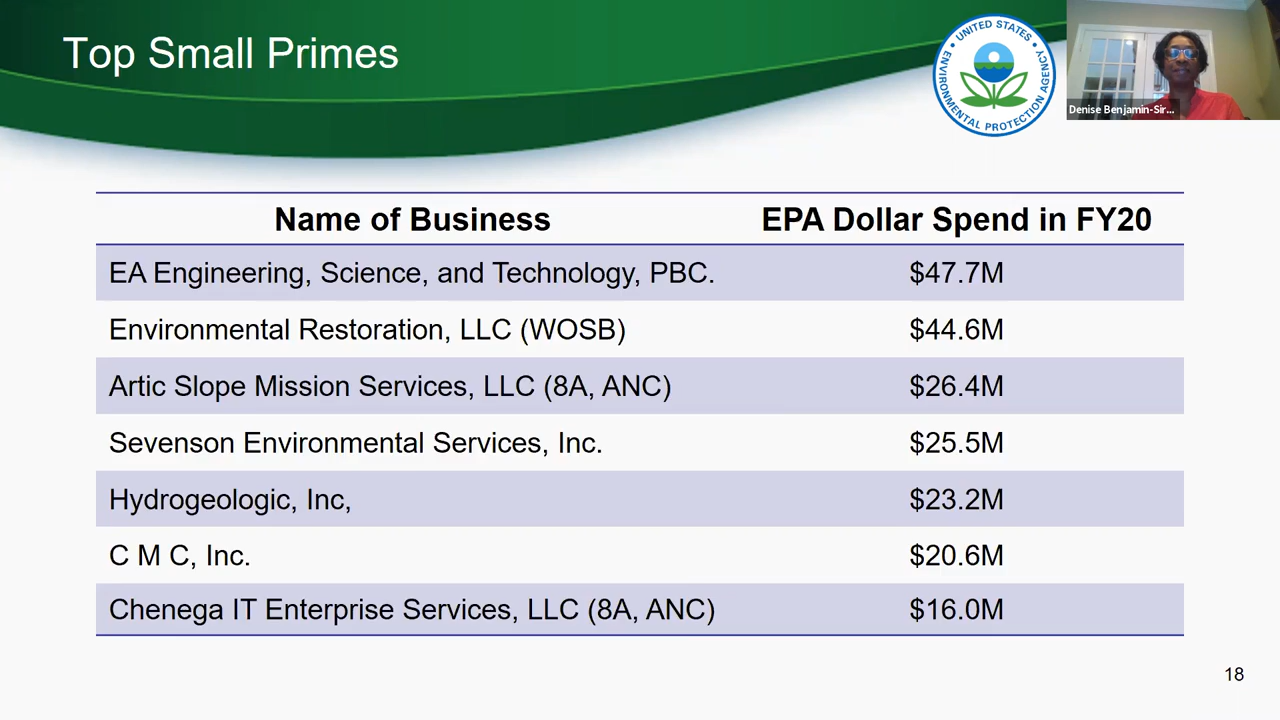 Top Small Primes
UNITED STATES
ENVIRONMENTAL PROTECTION AGENCY
Denise Benjamin-Sir...
Name of Business EPA Dollar Spend in FY20
EA Engineering, Science, and Technology, PBC. $47.7M
Environmental Restoration, LLC (WOSB) $44.6M
Artic Slope Mission Services, LLC (8A, ANC) $26.4M
Sevenson Environmental Services, Inc. $25.5M
Hydrogeologic, Inc, $23.2M
C M C, Inc. $20.6M
Chenega IT Enterprise Services, LLC (8A, ANC) $16.0M
18